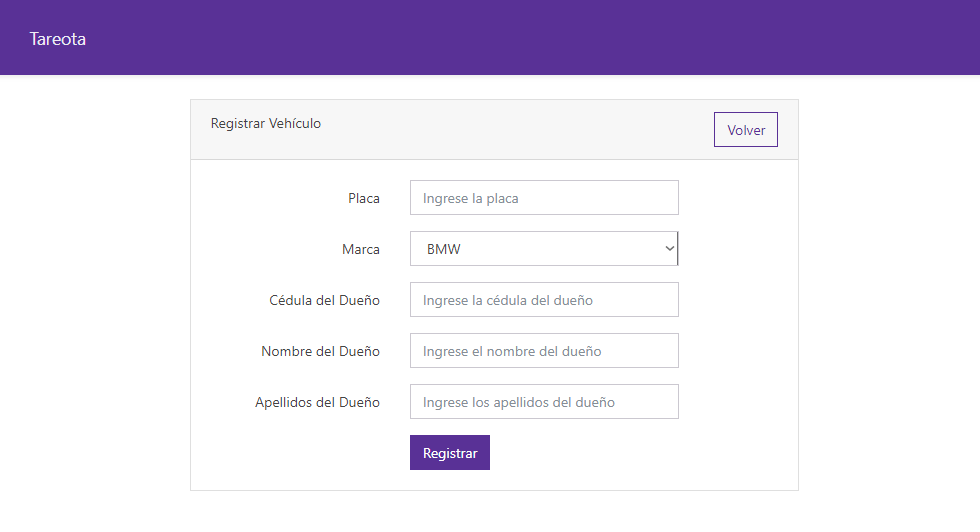 Tareota
Registrar Vehículo
Volver
Placa
Ingrese la placa
Marca
BMW
Cédula del Dueño
Ingrese la cédula del dueño
Nombre del Dueño
Ingrese el nombre del dueño
Apellidos del Dueño
Ingrese los apellidos del dueño
Registrar